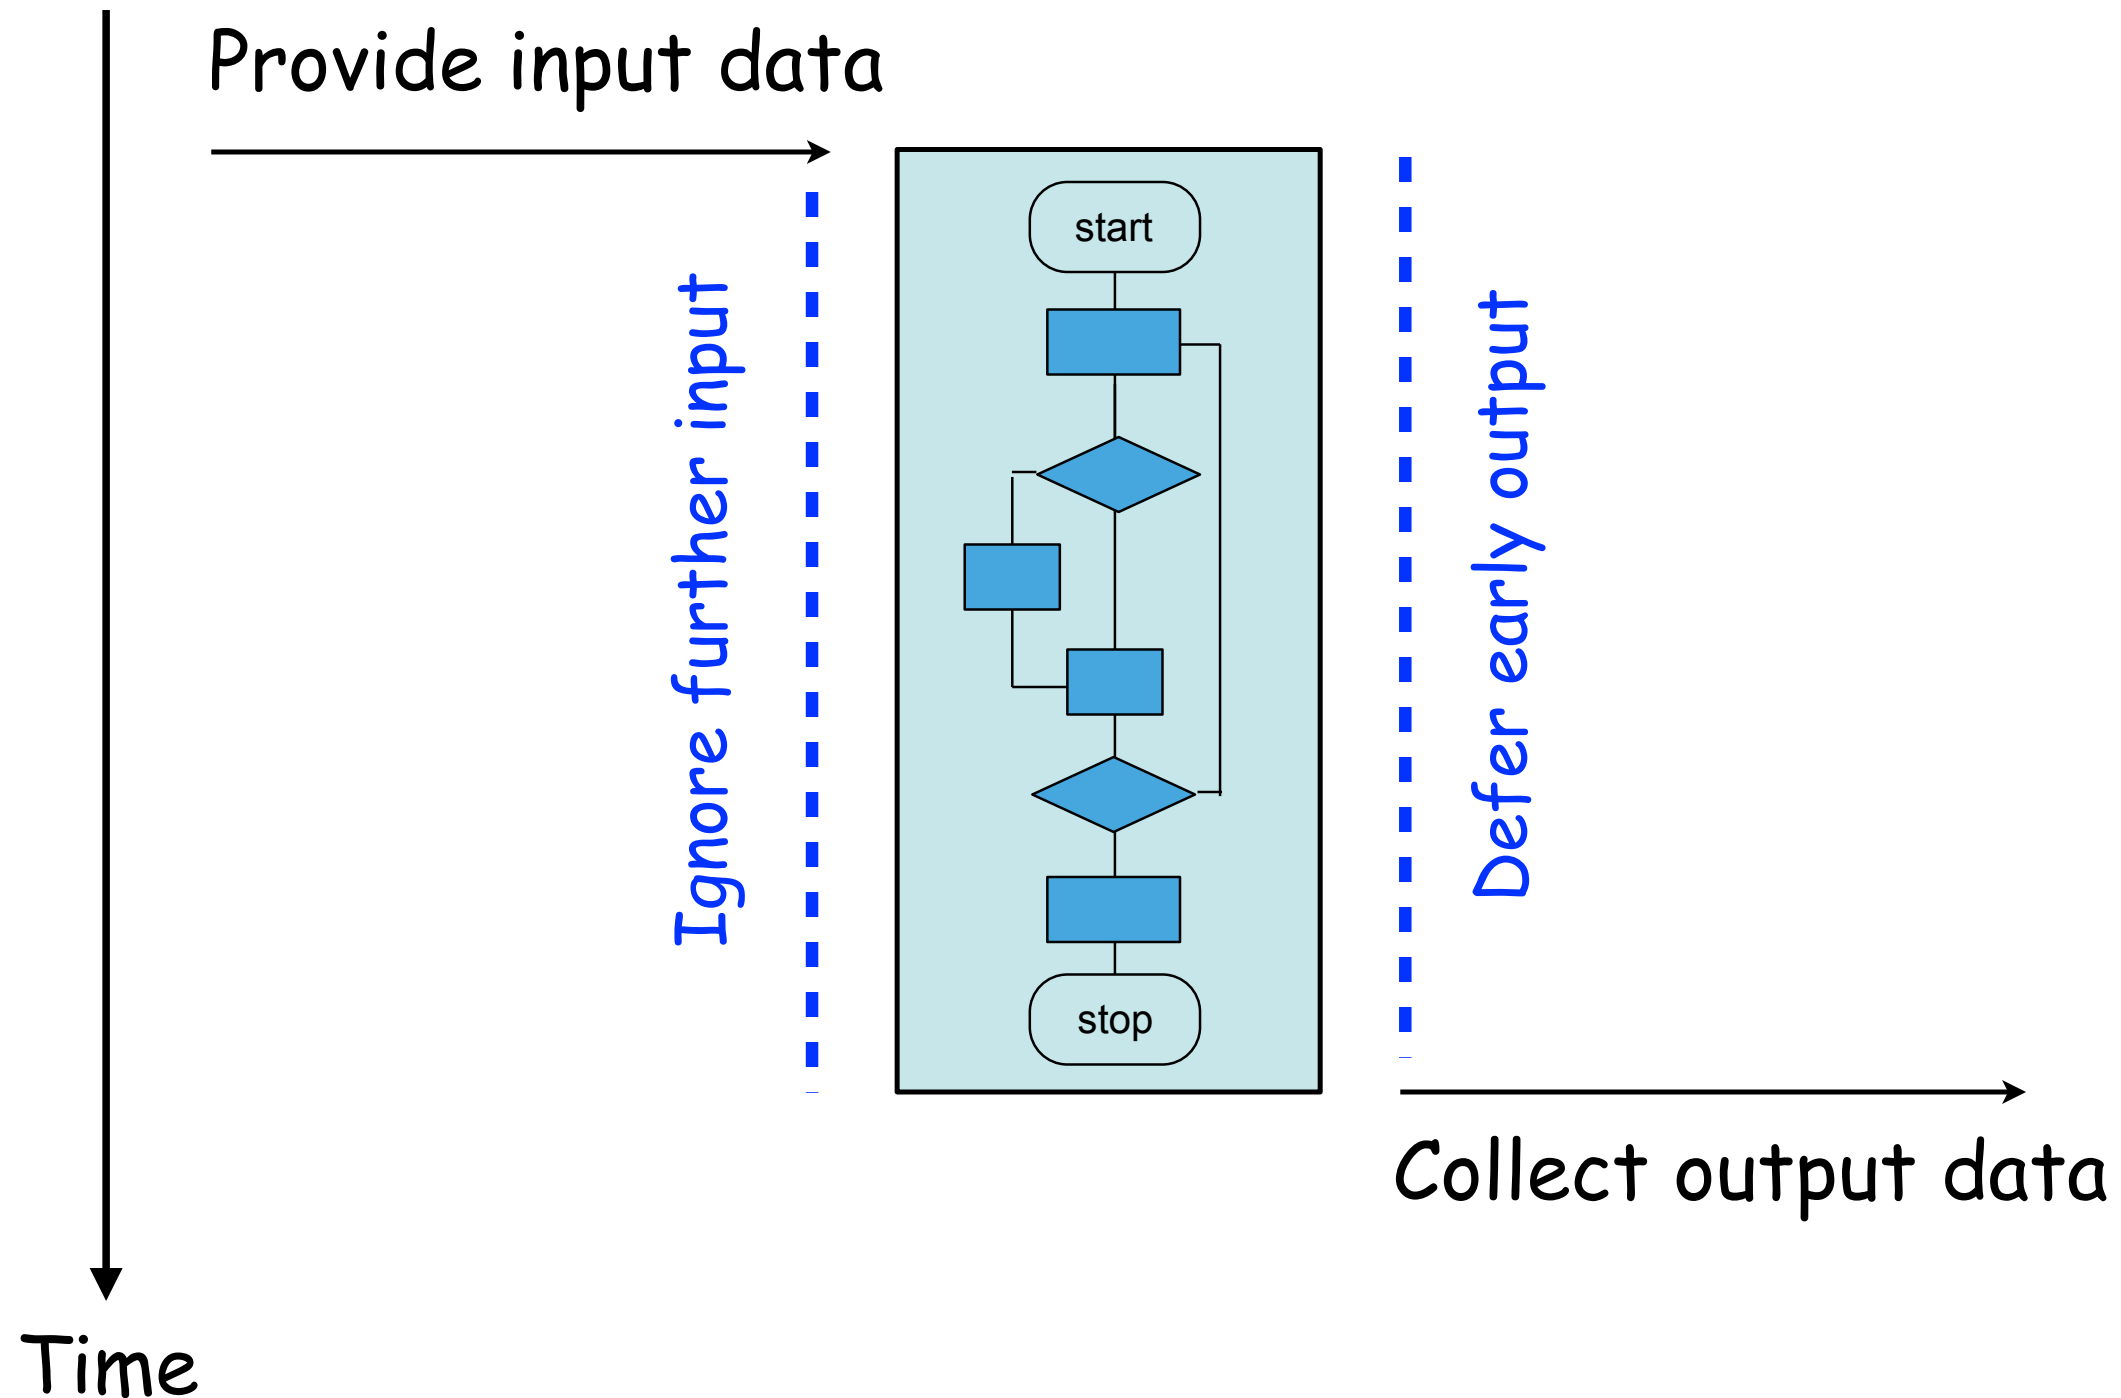 Provide input data
start
Ignore further input
Defer early output
stop
Collect output data
Time